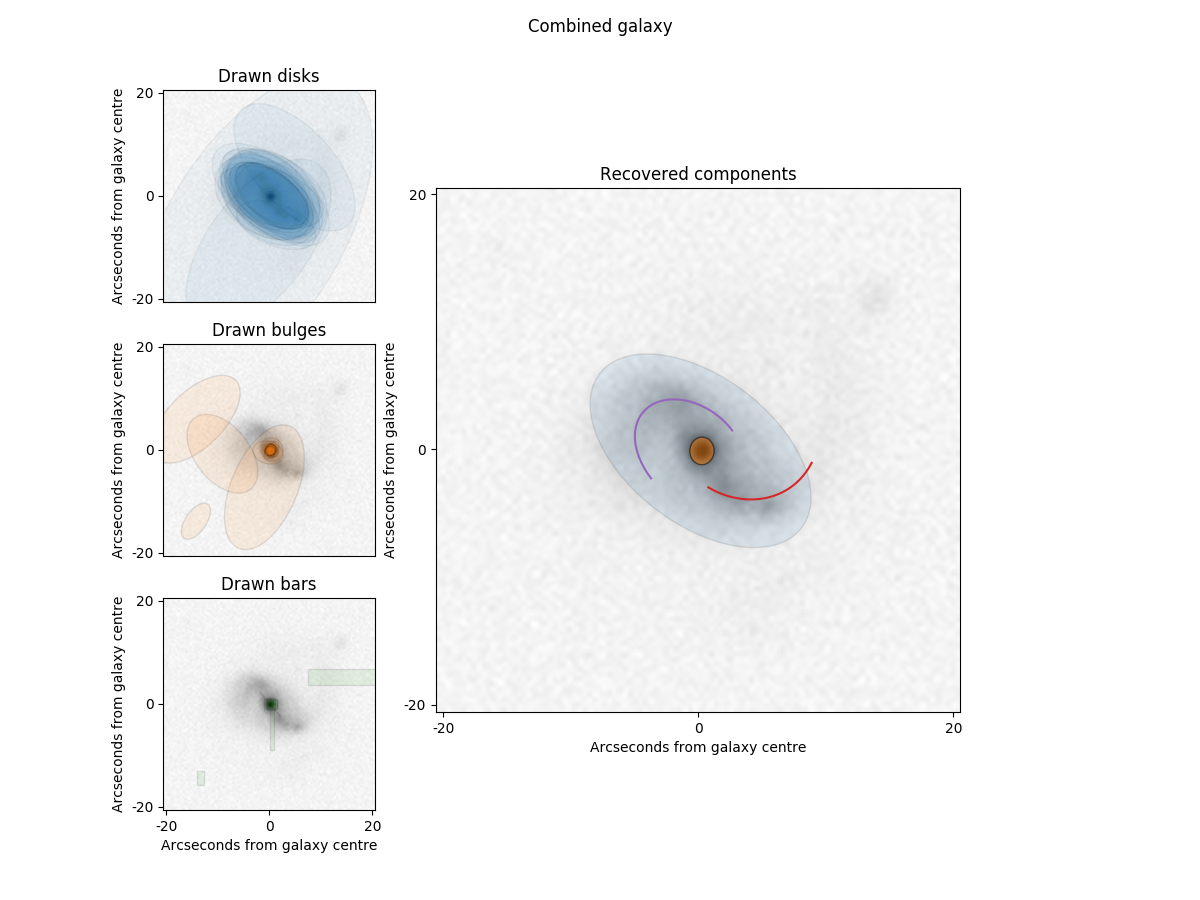 Combined galaxy
Drawn disks
Arcseconds from galaxy centre
20
0
-20
Drawn bulges
Arcseconds from galaxy centre
20
0
-20
Drawn bars
Arcseconds from galaxy centre
20
0
-20
-20 0 20
Arcseconds from galaxy centre
Recovered components
Arcseconds from galaxy centre
20
0
-20
-20 0 20
Arcseconds from galaxy centre